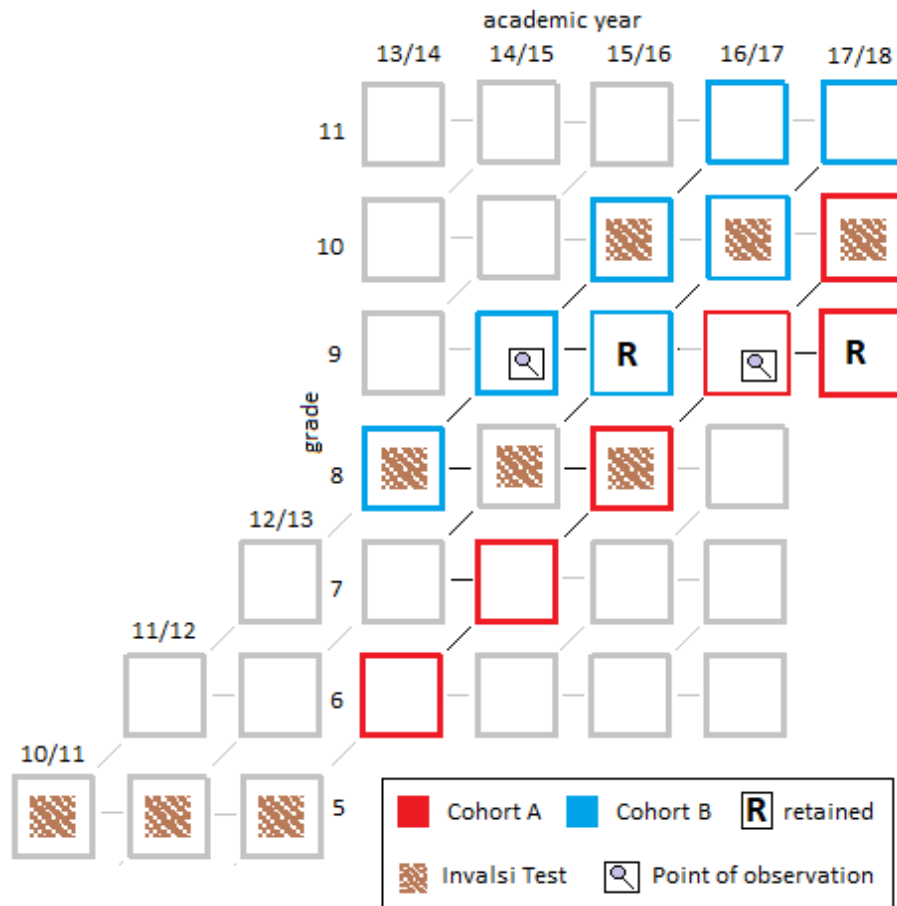 academic year
13/14 14/15 15/16 16/17 17/18
11
10
9 R R
grade
8
12/13
7
11/12
6
10/11
5
Cohort A Cohort B R retained
Invalsi Test Point of observation